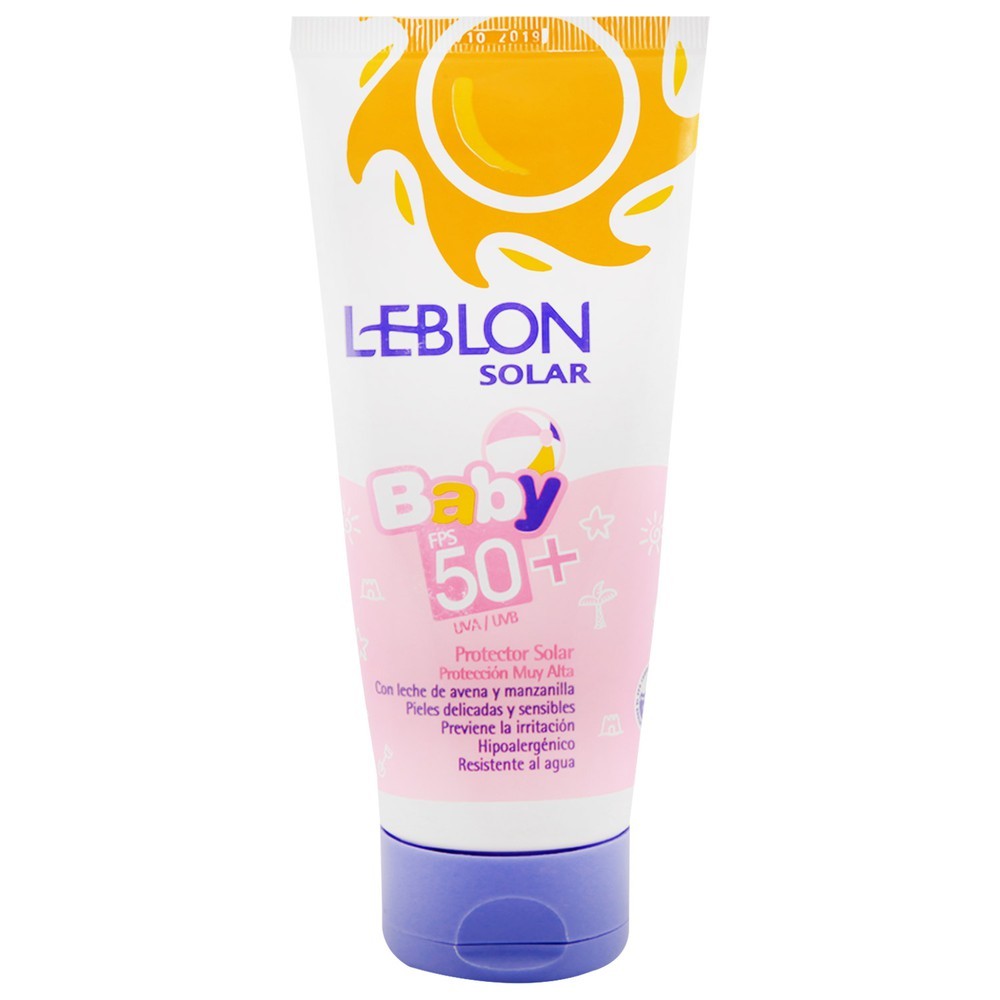 10 2019
LEBLON
SOLAR
Baby
FPS
50+
UVA / UVB
Protector Solar
Protección Muy Alta
Con leche de avena y manzanilla
Pieles delicadas y sensibles
Previene la irritación
Hipoalergénico
Resistente al agua